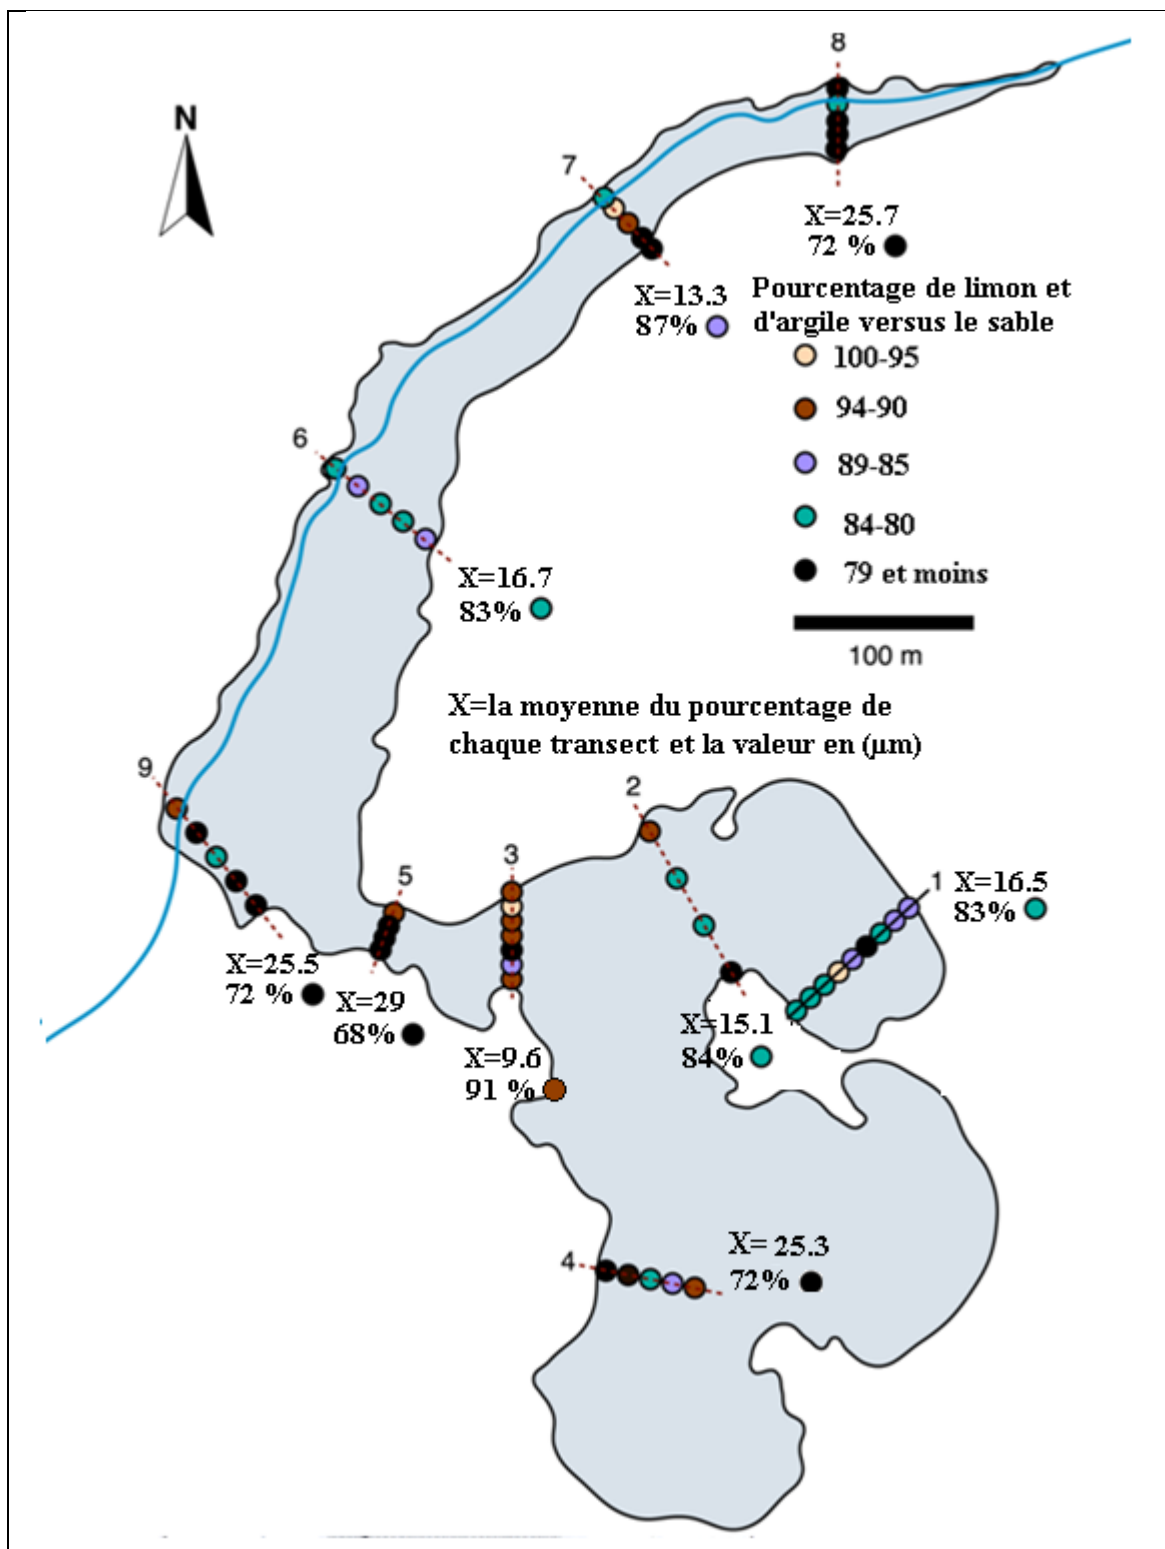 8
N
7
X=25.7
72 %
X=13.3
87%
Pourcentage de limon et
d'argile versus le sable
100-95
94-90
89-85
84-80
79 et moins
100 m
6
X=16.7
83%
X=la moyenne du pourcentage de
chaque transect et la valeur en (µm)
9
2
3
5
1
X=16.5
83%
X=25.5
72 %
X=29
68%
X=9.6
91 %
X=15.1
84%
4
X= 25.3
72%